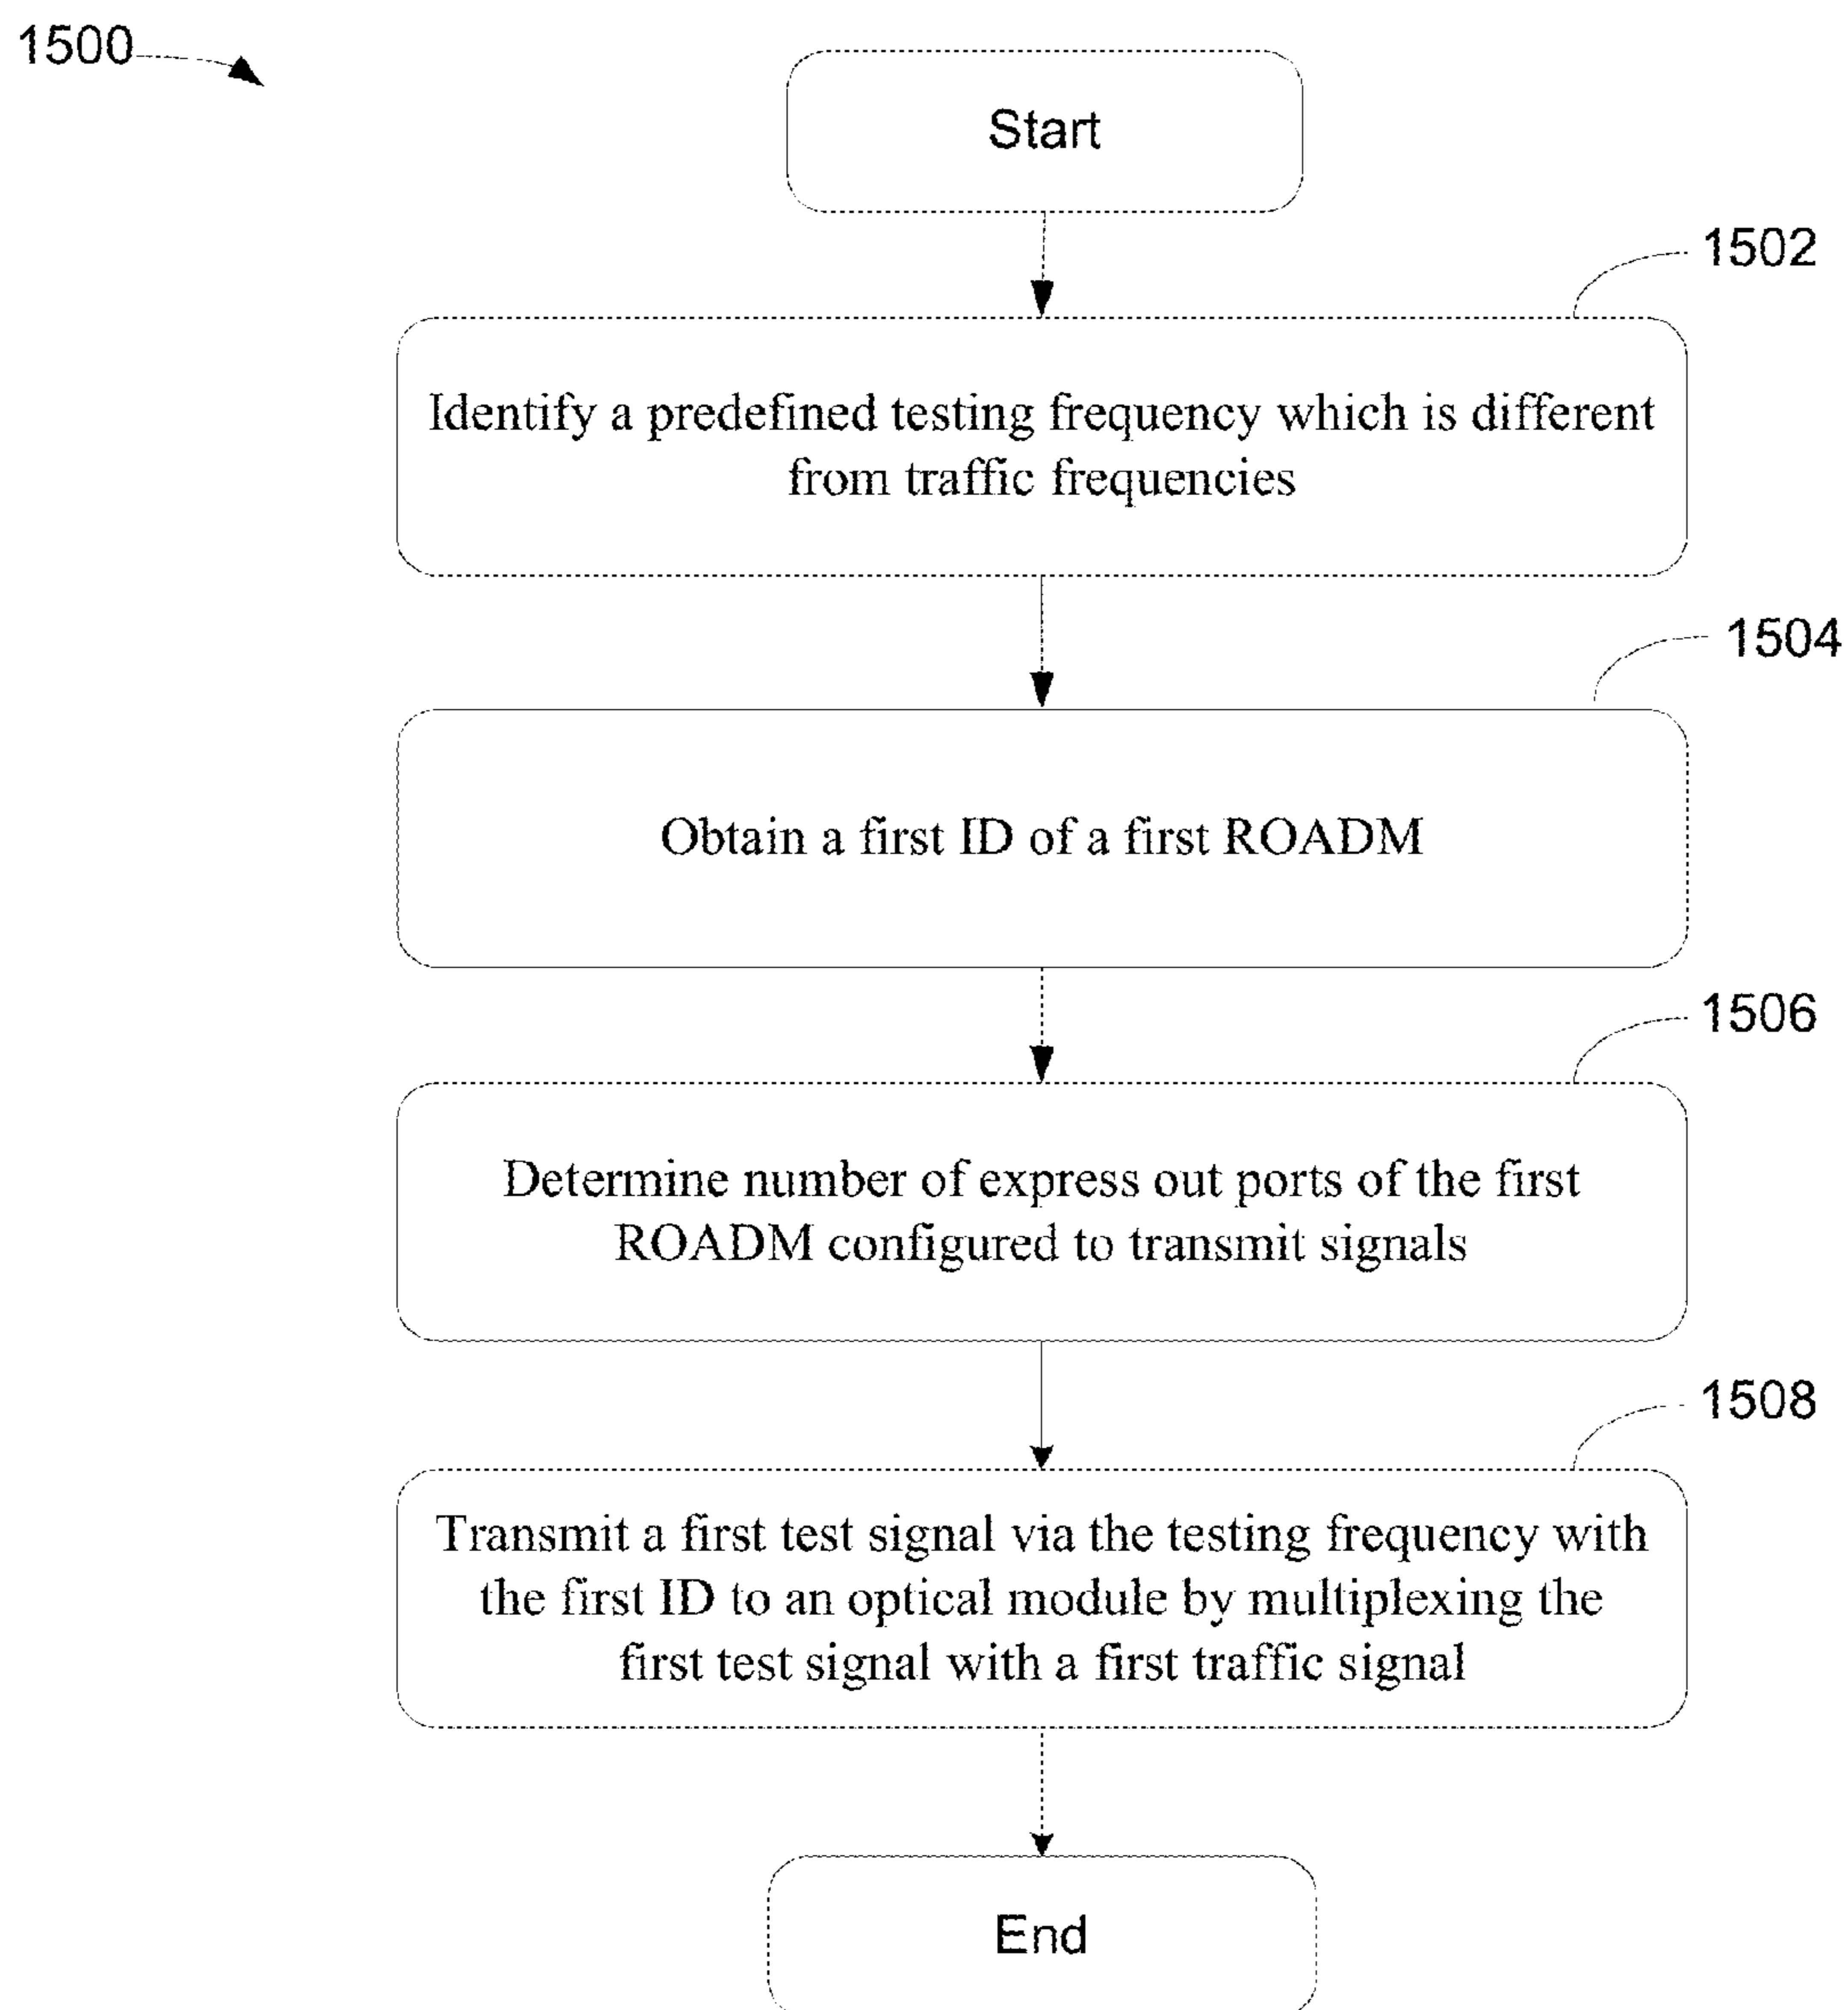 1500
Start
1502
Identify a predefined testing frequency which is different
from traffic frequencies
1504
Obtain a first ID of a first ROADM
1506
Determine number of express out ports of the first
ROADM configured to transmit signals
1508
Transmit a first test signal via the testing frequency with
the first ID to an optical module by multiplexing the
first test signal with a first traffic signal
End